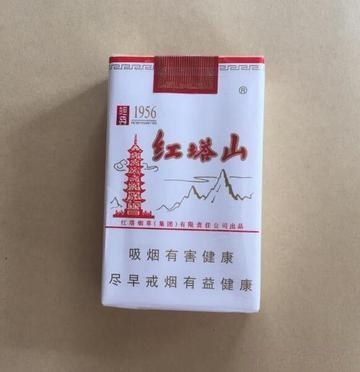 1956
®
红塔山
红塔烟草(集团)有限责任公司出品
吸烟有害健康
尽早戒烟有益健康